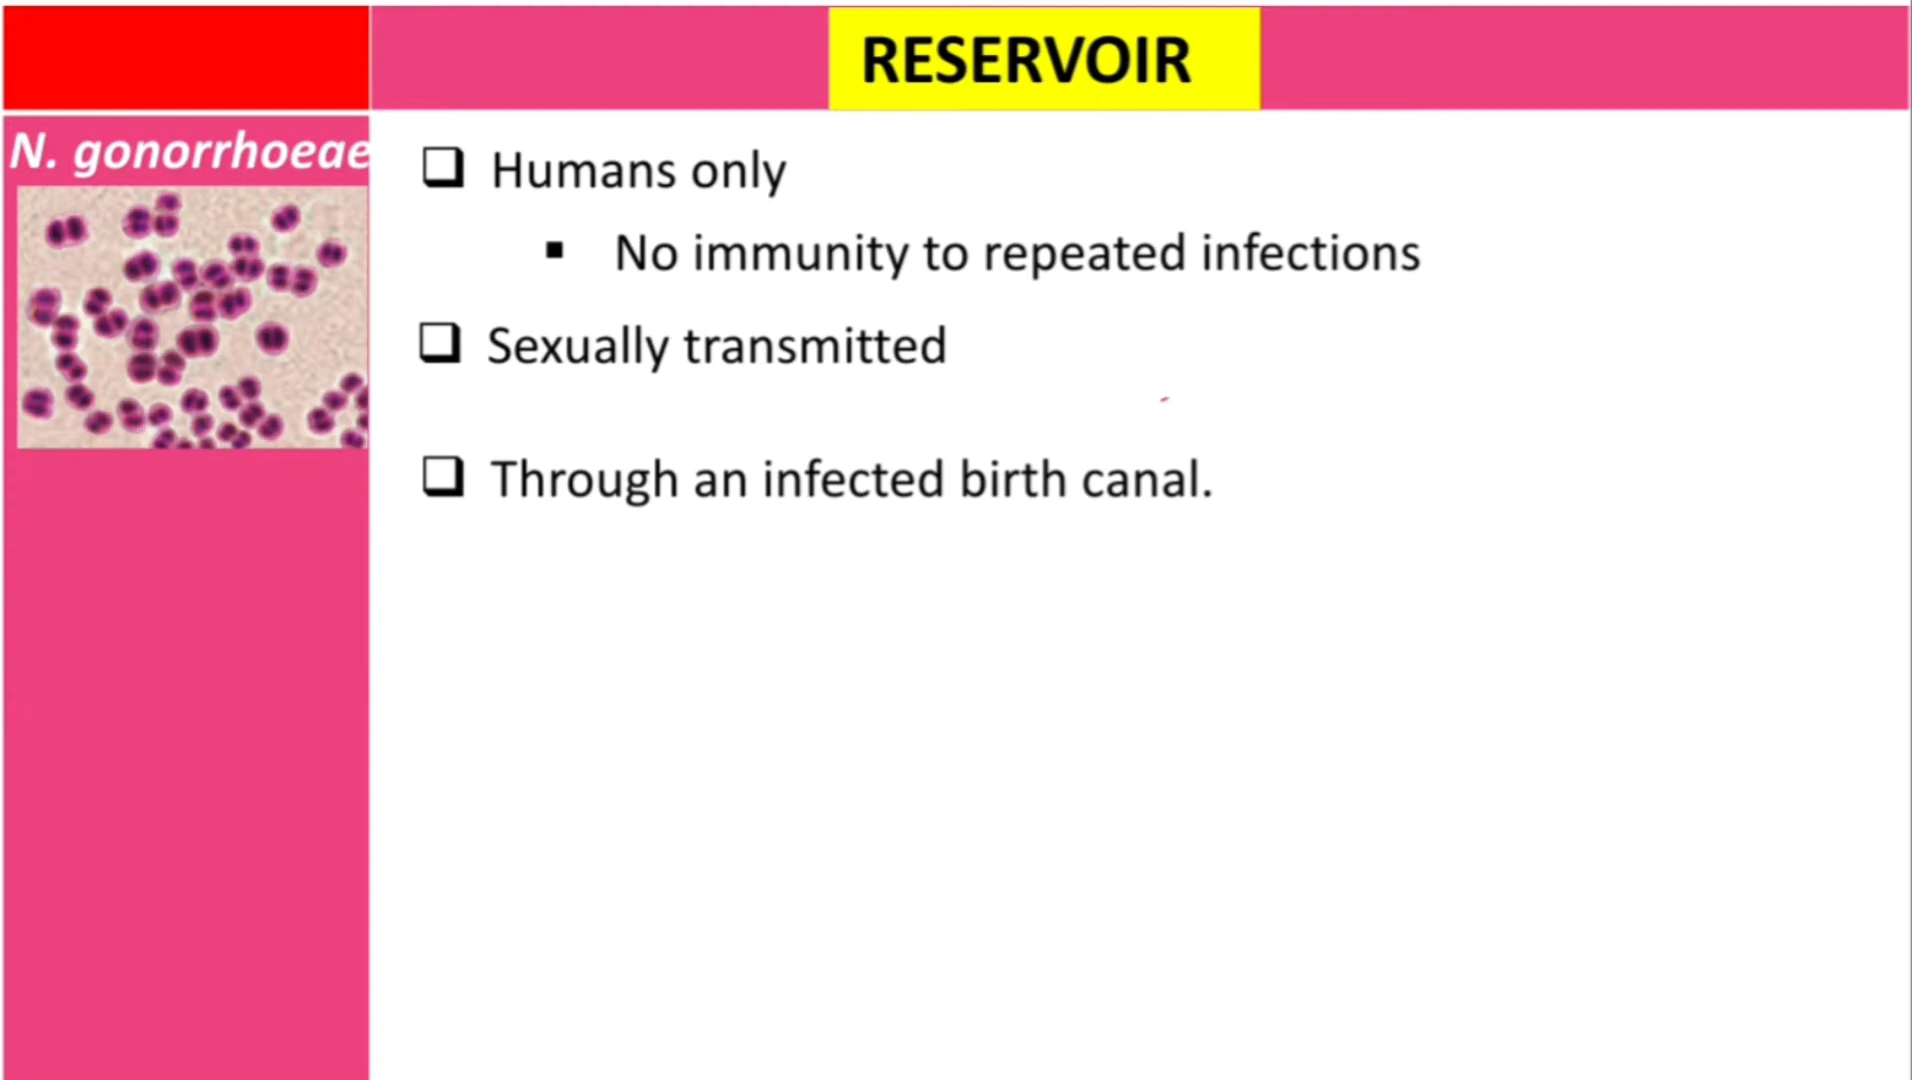 RESERVOIR
N. gonorrhoeae
❑ Humans only
▪ No immunity to repeated infections
❑ Sexually transmitted
❑ Through an infected birth canal.